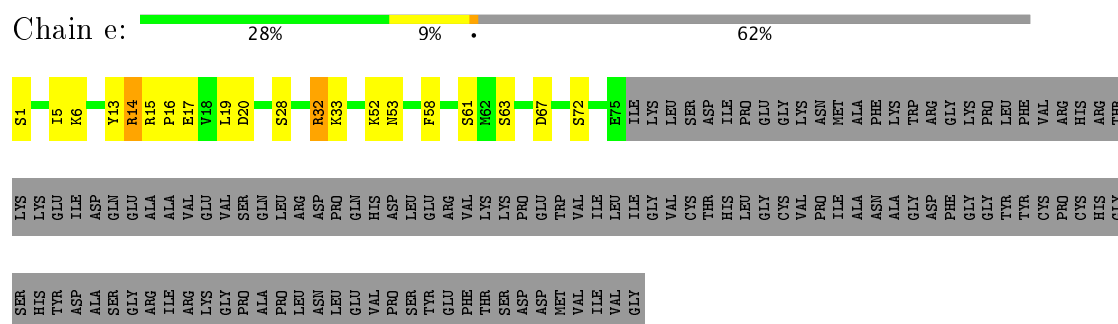 Chain e:
28% 9% • 62%
S1 I5 K6 Y13 R14 R15 P16 E17 V18 L19 D20 S28 R32 K33 K52 N53 F58 S61 M62 S63 D67 S72 E75 ILE LYS LEU SER ASP ILE PRO GLU GLY LYS ASN MET ALA PHE LYS TRP ARG GLY LYS PRO LEU PHE VAL ARG HIS ARG THR
LYS LYS GLU ILE ASP GLN GLU ALA ALA VAL GLU VAL SER GLN LEU ARG ASP PRO GLN HIS ASP LEU GLU ARG VAL LYS LYS PRO GLU TRP VAL ILE LEU ILE GLY VAL CYS THR HIS LEU GLY CYS VAL PRO ILE ALA ASN ALA GLY ASP PHE GLY GLY TYR TYR CYS PRO CYS HIS GLY
SER HIS TYR ASP ALA SER GLY ARG ILE ARG LYS GLY PRO ALA PRO LEU ASN LEU GLU VAL PRO SER TYR GLU PHE THR SER ASP ASP MET VAL ILE VAL GLY